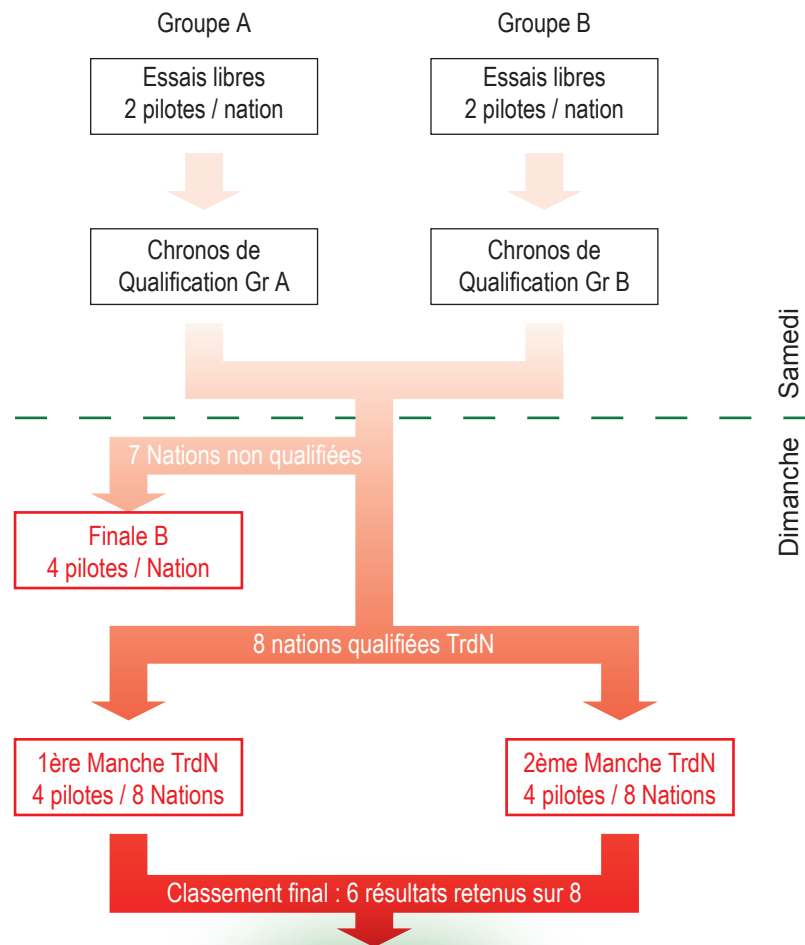 Groupe A
Groupe B
Essais libres
2 pilotes / nation
Essais libres
2 pilotes / nation
Chronos de
Qualification Gr A
Chronos de
Qualification Gr B
Samedi
Dimanche
7 Nations non qualifiées
Finale B
4 pilotes / Nation
8 nations qualifiées TrdN
1ère Manche TrdN
4 pilotes / 8 Nations
2ème Manche TrdN
4 pilotes / 8 Nations
Classement final : 6 résultats retenus sur 8